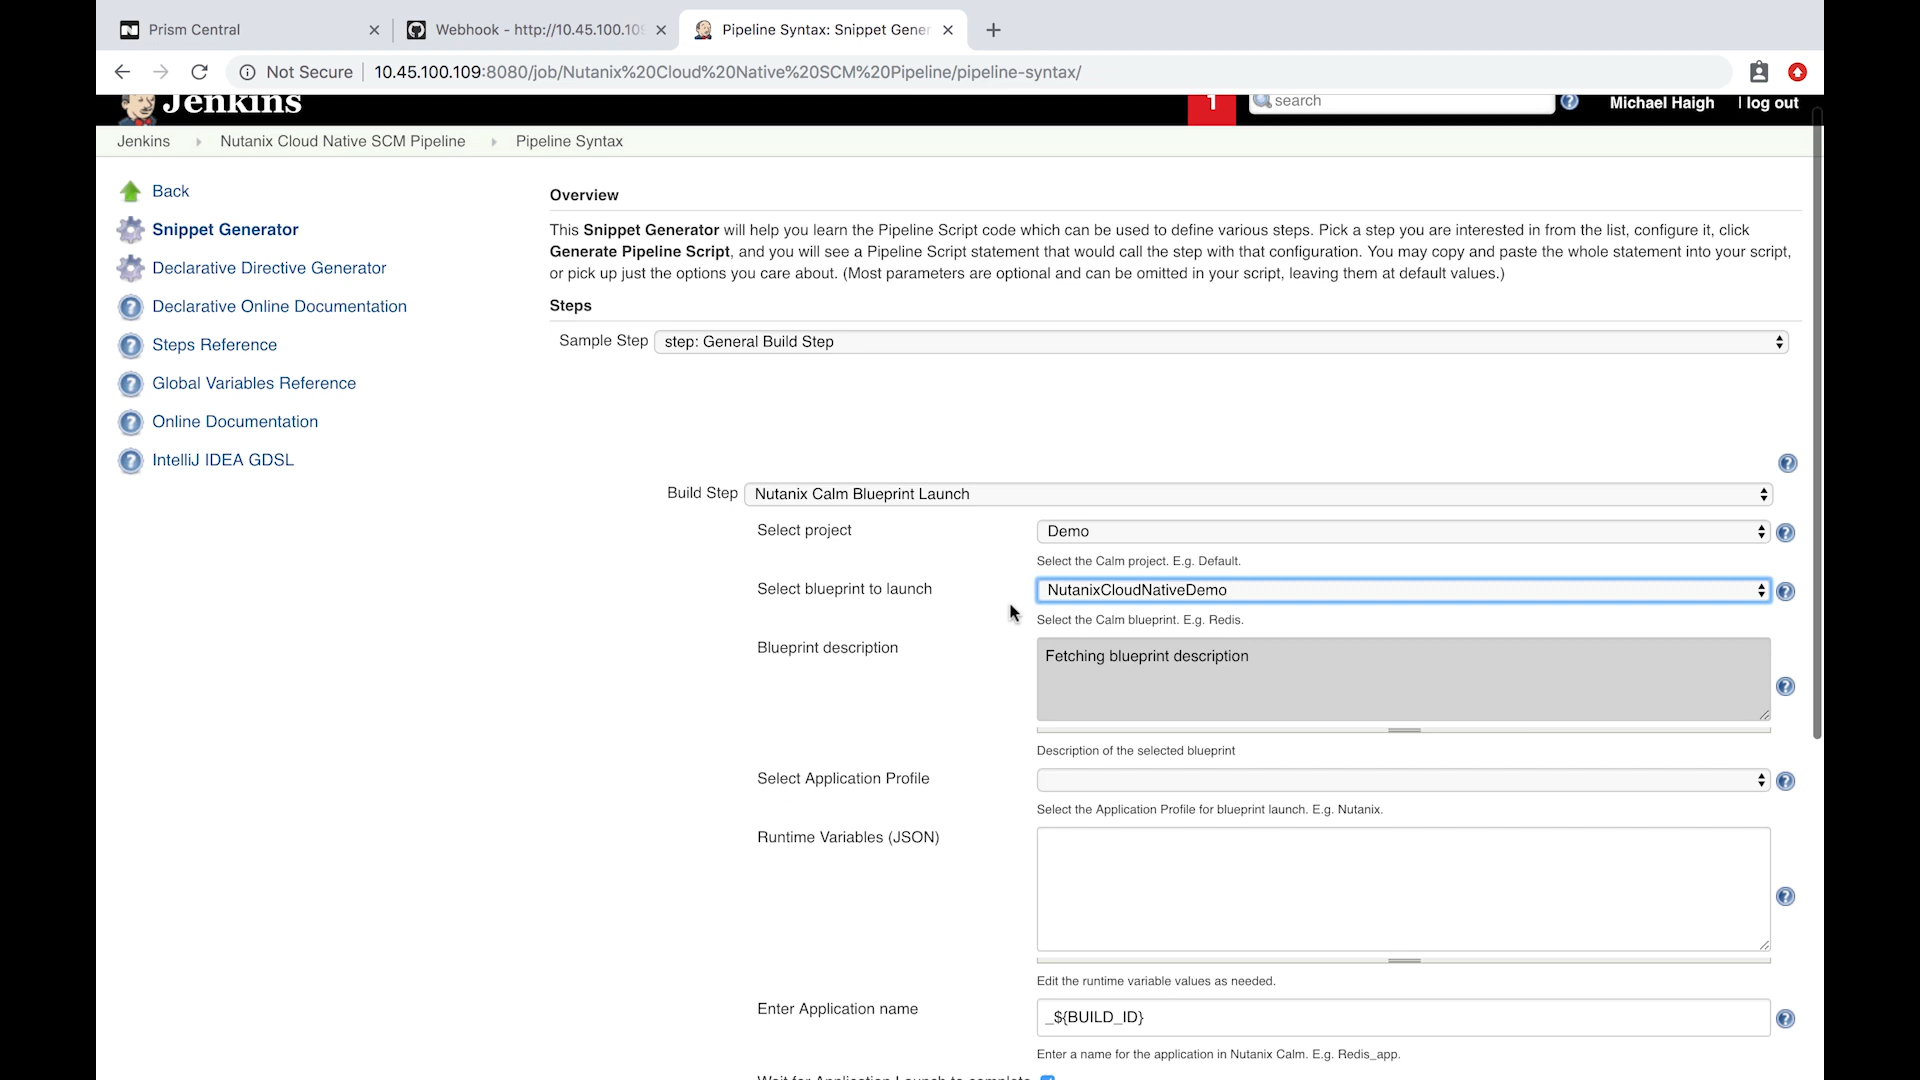 Prism Central
Webhook - http://10.45.100.109
Pipeline Syntax: Snippet Gener
Not Secure
10.45.100.109:8080/job/Nutanix%20Cloud%20Native%20SCM%20Pipeline/pipeline-syntax/
Jenkins
1
search
Michael Haigh
| log out
Jenkins
Nutanix Cloud Native SCM Pipeline
Pipeline Syntax
Back
Snippet Generator
Declarative Directive Generator
Declarative Online Documentation
Steps Reference
Global Variables Reference
Online Documentation
IntelliJ IDEA GDSL
Overview
This Snippet Generator will help you learn the Pipeline Script code which can be used to define various steps. Pick a step you are interested in from the list, configure it, click
Generate Pipeline Script, and you will see a Pipeline Script statement that would call the step with that configuration. You may copy and paste the whole statement into your script,
or pick up just the options you care about. (Most parameters are optional and can be omitted in your script, leaving them at default values.)
Steps
Sample Step
step: General Build Step
Build Step
Nutanix Calm Blueprint Launch
Select project
Demo
Select the Calm project. E.g. Default.
Select blueprint to launch
NutanixCloudNativeDemo
Select the Calm blueprint. E.g. Redis.
Blueprint description
Fetching blueprint description
Description of the selected blueprint
Select Application Profile
Select the Application Profile for blueprint launch. E.g. Nutanix.
Runtime Variables (JSON)
Edit the runtime variable values as needed.
Enter Application name
_${BUILD_ID}
Enter a name for the application in Nutanix Calm. E.g. Redis_app.
Wait for Application Launch to complete